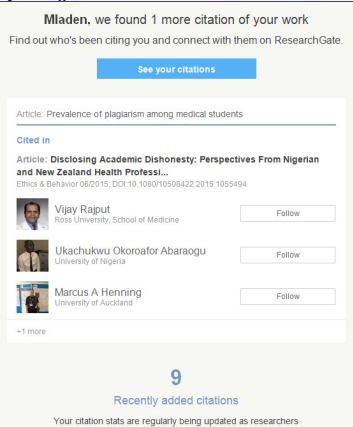 Mladen, we found 1 more citation of your work
Find out who's been citing you and connect with them on ResearchGate.
See your citations
Article: Prevalence of plagiarism among medical students
Cited in
Article: Disclosing Academic Dishonesty: Perspectives From Nigerian
and New Zealand Health Professi...
Ethics & Behavior 06/2015; DOI:10.1080/10508422.2015.1055494
Vijay Rajput
Ross University, School of Medicine
Follow
Ukachukwu Okoroafor Abaraogu
University of Nigeria
Follow
Marcus A Henning
University of Auckland
Follow
+1 more
9
Recently added citations
Your citation stats are regularly being updated as researchers